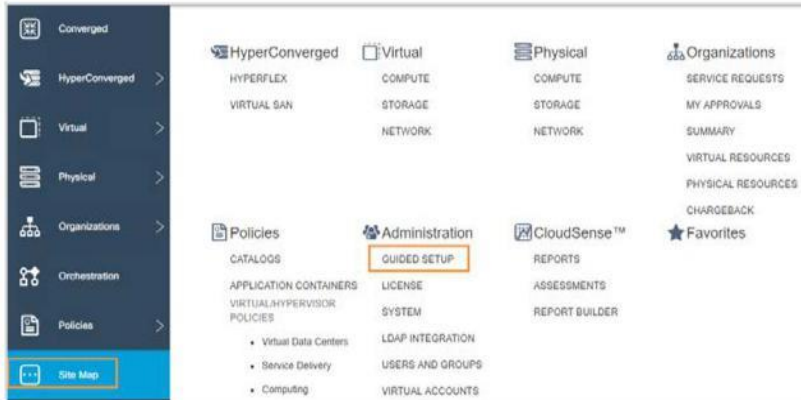 Converged
HyperConverged
Virtual
Physical
Organizations
Orchestration
Policies
Site Map
HyperConverged
HYPERFLEX
VIRTUAL SAN
Virtual
COMPUTE
STORAGE
NETWORK
Physical
COMPUTE
STORAGE
NETWORK
Organizations
SERVICE REQUESTS
MY APPROVALS
SUMMARY
VIRTUAL RESOURCES
PHYSICAL RESOURCES
CHARGEBACK
Policies
CATALOGS
APPLICATION CONTAINERS
VIRTUAL/HYPERVISOR
POLICIES
• Virtual Data Centers
• Service Delivery
• Computing
Administration
GUIDED SETUP
LICENSE
SYSTEM
LDAP INTEGRATION
USERS AND GROUPS
VIRTUAL ACCOUNTS
CloudSense™
REPORTS
ASSESSMENTS
REPORT BUILDER
Favorites